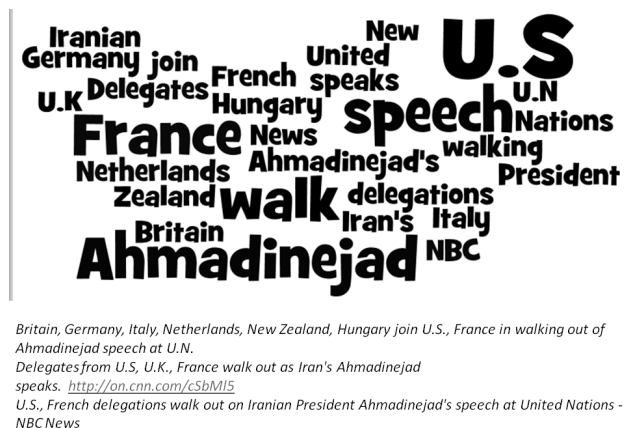 New
U.S
Iranian
United
Germany join
French speaks
Delegates
U.N
U.K
Hungary
speech
Nations
France
News
walking
Ahmadinejad's
Netherlands
President
Zealand
walk
delegations
Iran's
Italy
Britain
Ahmadinejad
NBC
Britain, Germany, Italy, Netherlands, New Zealand, Hungary join U.S., France in walking out of
Ahmadinejad speech at U.N.
Delegates from U.S, U.K., France walk out as Iran's Ahmadinejad
speaks. http://on.cnn.com/cSbMI5
U.S., French delegations walk out on Iranian President Ahmadinejad's speech at United Nations -
NBC News